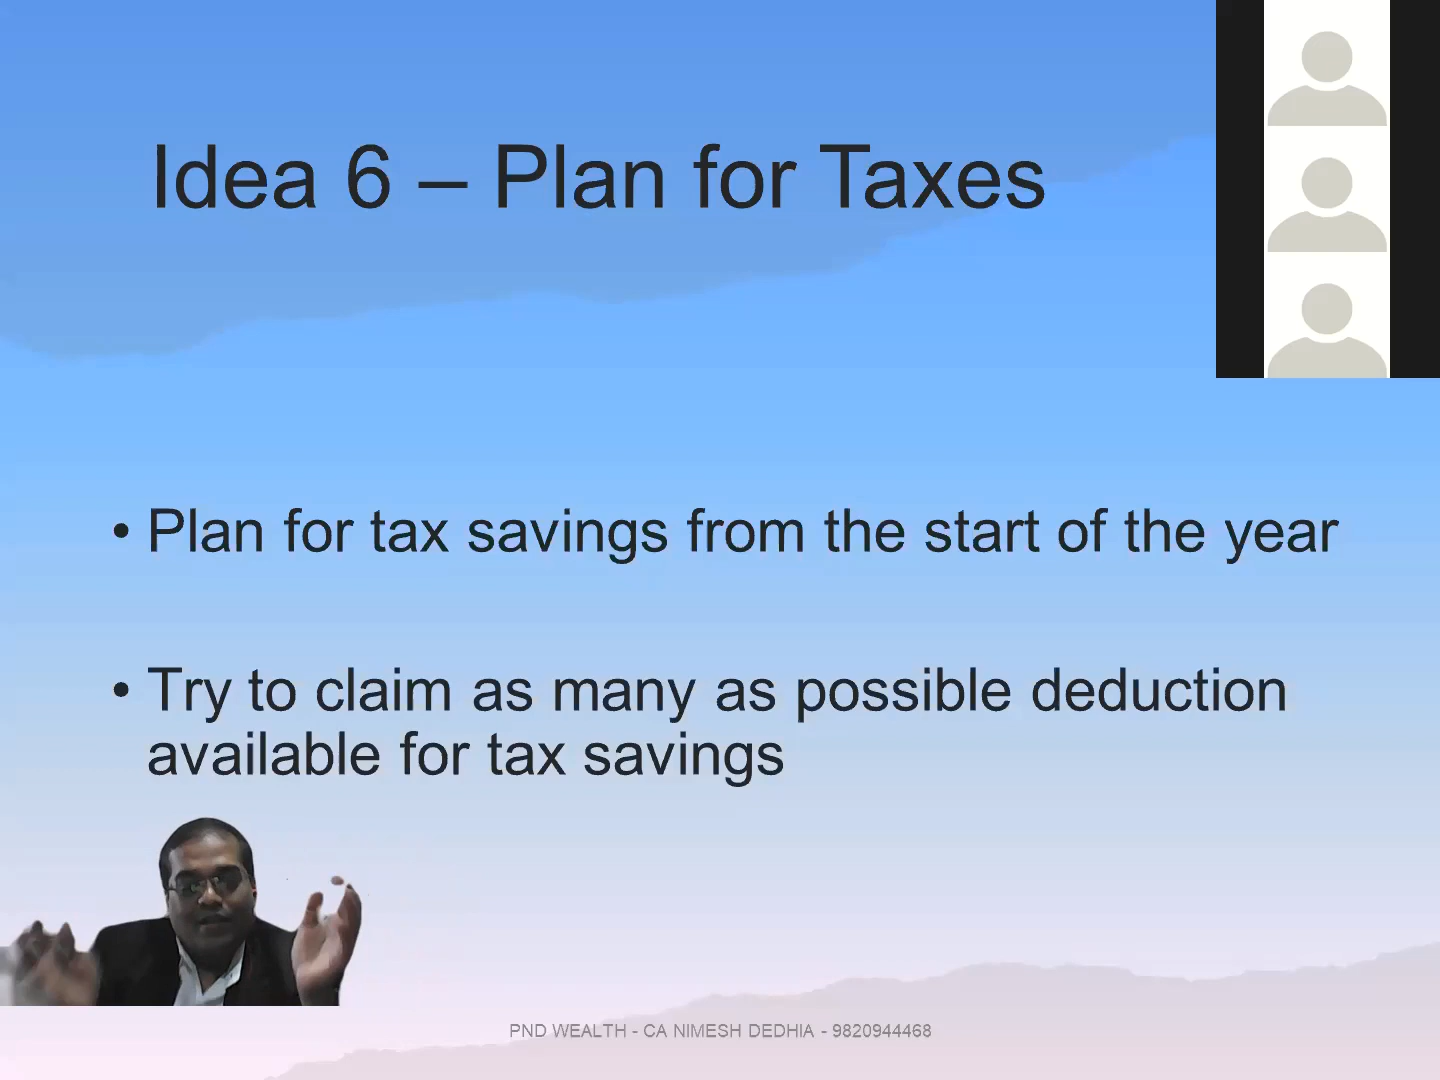 Idea 6 – Plan for Taxes
• Plan for tax savings from the start of the year
• Try to claim as many as possible deduction
available for tax savings
PND WEALTH - CA NIMESH DEDHIA - 9820944468